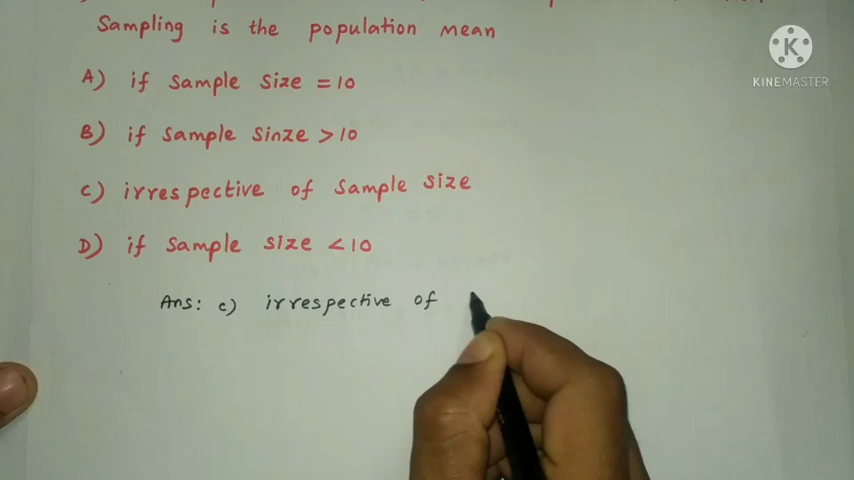 Sampling is the population mean
A) if Sample Size = 10
B) if Sample Sinze > 10
C) irrespective of Sample Size
D) if Sample size < 10
Ans: c) irrespective of
K
KINEMASTER